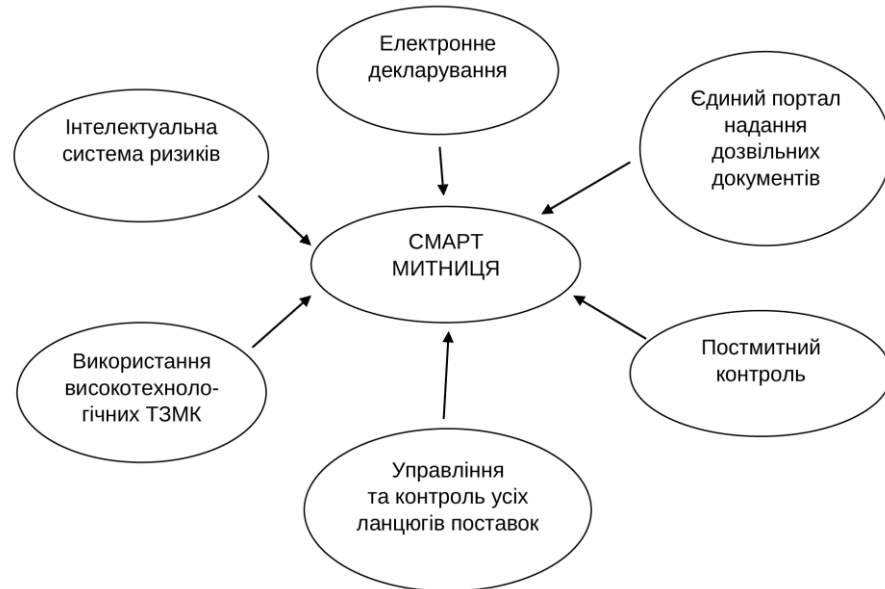 Електронне
декларування
Єдиний портал
надання
дозвільних
документів
Інтелектуальна
система ризиків
СМАРТ
МИТНИЦЯ
Використання
високотехноло-
гічних ТЗМК
Постмитний
контроль
Управління
та контроль усіх
ланцюгів поставок